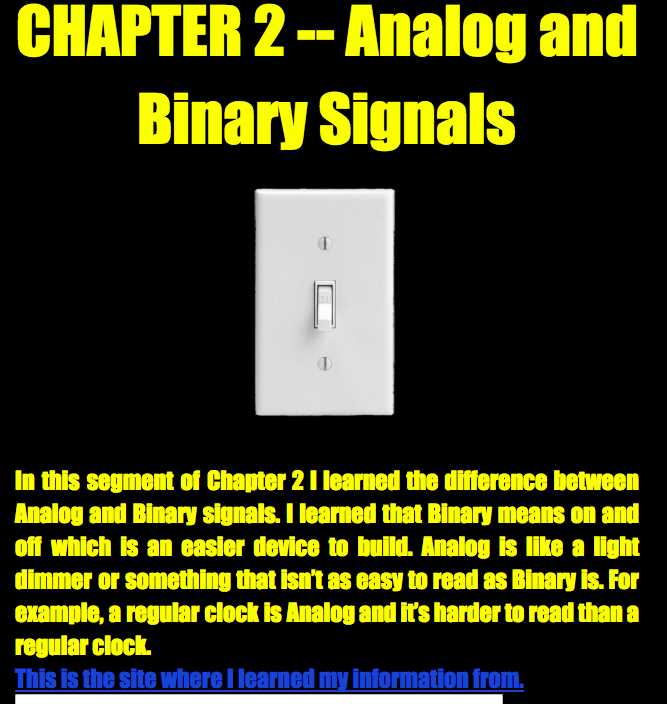 CHAPTER 2 -- Analog and
Binary Signals
In this segment of Chapter 2 I learned the difference between
Analog and Binary signals. I learned that Binary means on and
off which is an easier device to build. Analog is like a light
dimmer or something that isn't as easy to read as Binary is. For
example, a regular clock is Analog and it's harder to read than a
regular clock.
This is the site where I learned my information from.